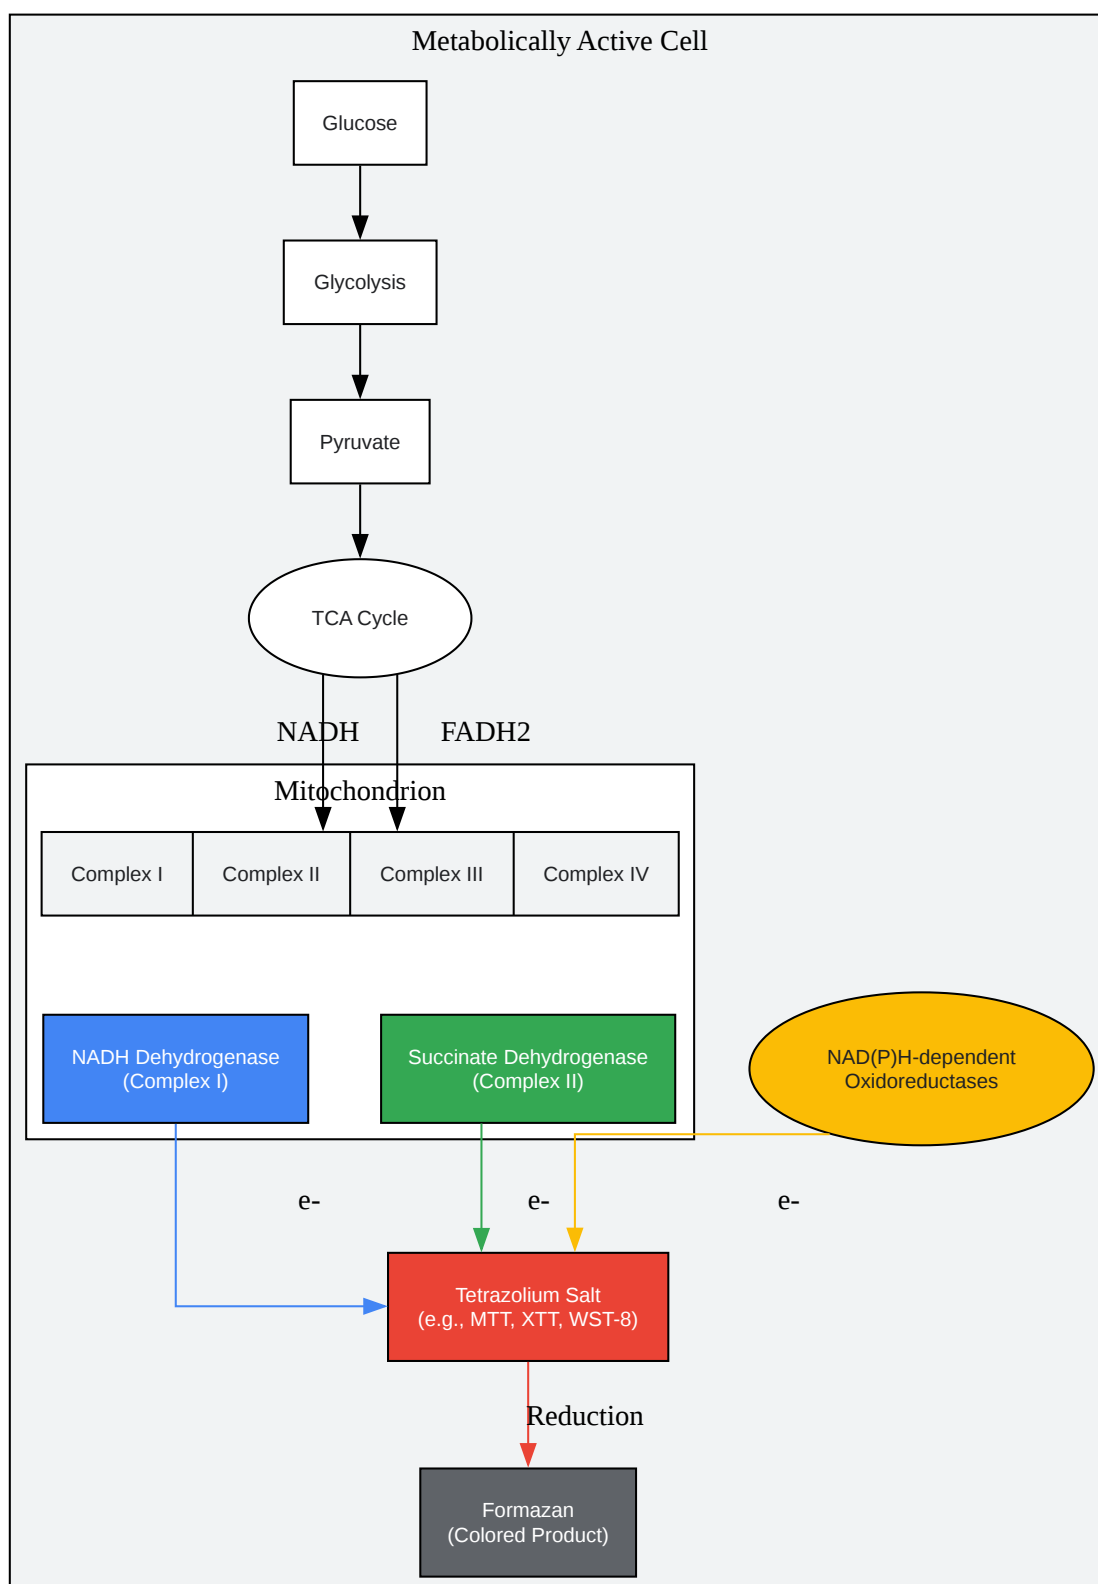 Metabolically Active Cell
Glucose
Glycolysis
Pyruvate
TCA Cycle
NADH
FADH2
Mitochondrion
Complex I
Complex II
Complex III
Complex IV
NADH Dehydrogenase
(Complex I)
Succinate Dehydrogenase
(Complex II)
NAD(P)H-dependent
Oxidoreductases
e-
e-
e-
Tetrazolium Salt
(e.g., MTT, XTT, WST-8)
Reduction
Formazan
(Colored Product)